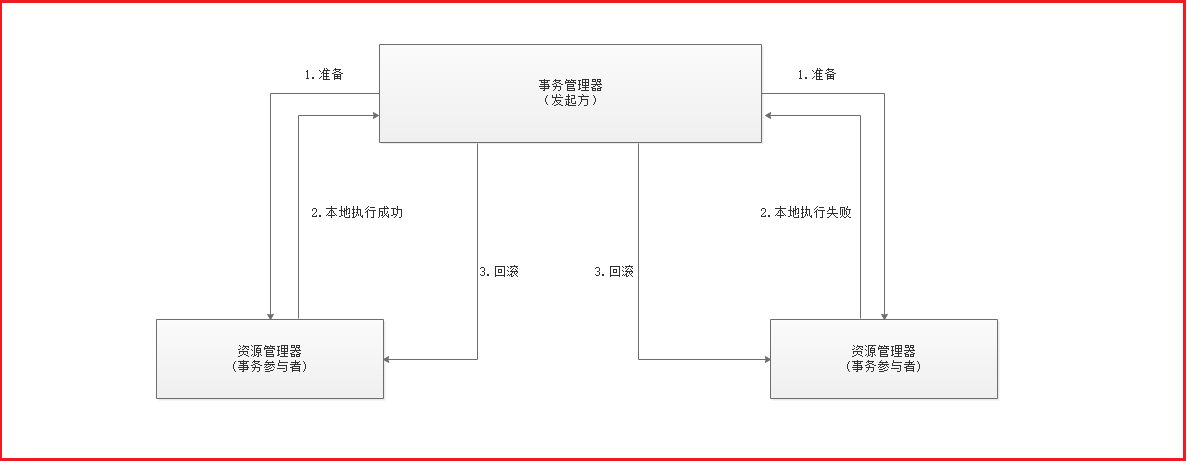 1.准备
事务管理器
（发起方）
1.准备
2.本地执行成功
2.本地执行失败
3.回滚
3.回滚
资源管理器
(事务参与者)
资源管理器
(事务参与者)